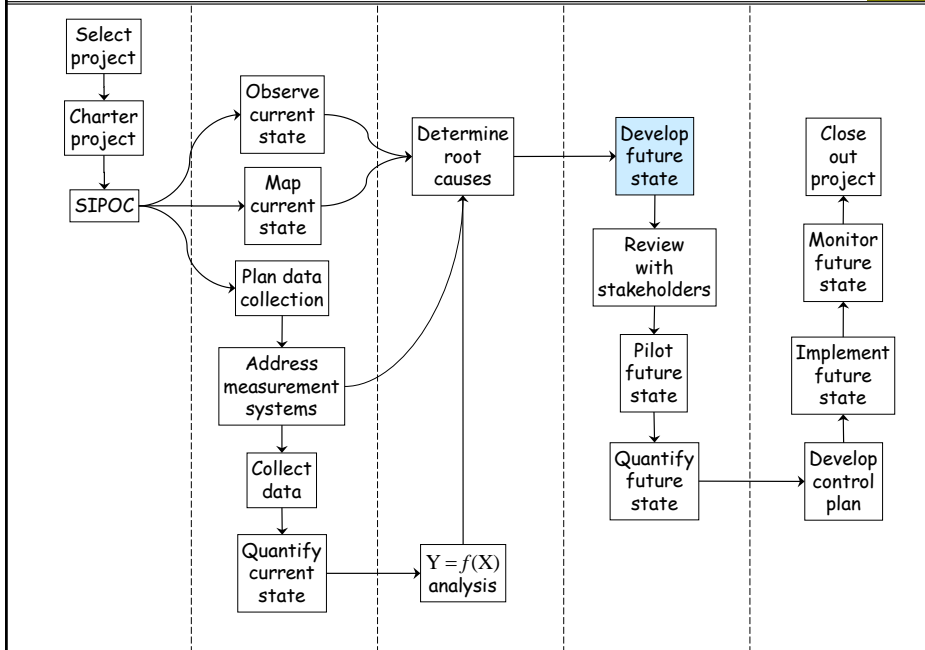 Select
project
Charter
project
SIPOC
Observe
current
state
Map
current
state
Plan data
collection
Address
measurement
systems
Collect
data
Quantify
current
state
Determine
root
causes
Y = f(X)
analysis
Develop
future
state
Review
with
stakeholders
Pilot
future
state
Quantify
future
state
Close
out
project
Monitor
future
state
Implement
future
state
Develop
control
plan